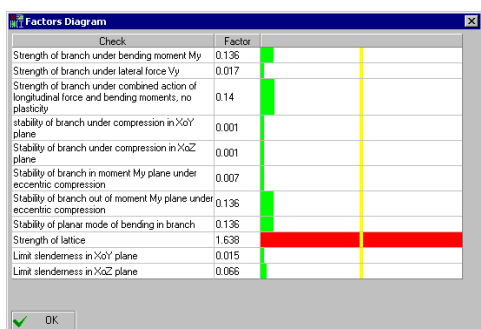 Factors Diagram
Check Factor
Strength of branch under bending moment My 0.136
Strength of branch under lateral force Vy 0.017
Strength of branch under combined action of
longitudinal force and bending moments, no 0.14
plasticity
stability of branch under compression in XoY 0.001
plane
Stability of branch under compression in XoZ 0.001
plane
Stability of branch in moment My plane under 0.007
eccentric compression
Stability of branch out of moment My plane under 0.136
eccentric compression
Stability of planar mode of bending in branch 0.136
Strength of lattice 1.638
Limit slenderness in XoY plane 0.015
Limit slenderness in XoZ plane 0.066
OK